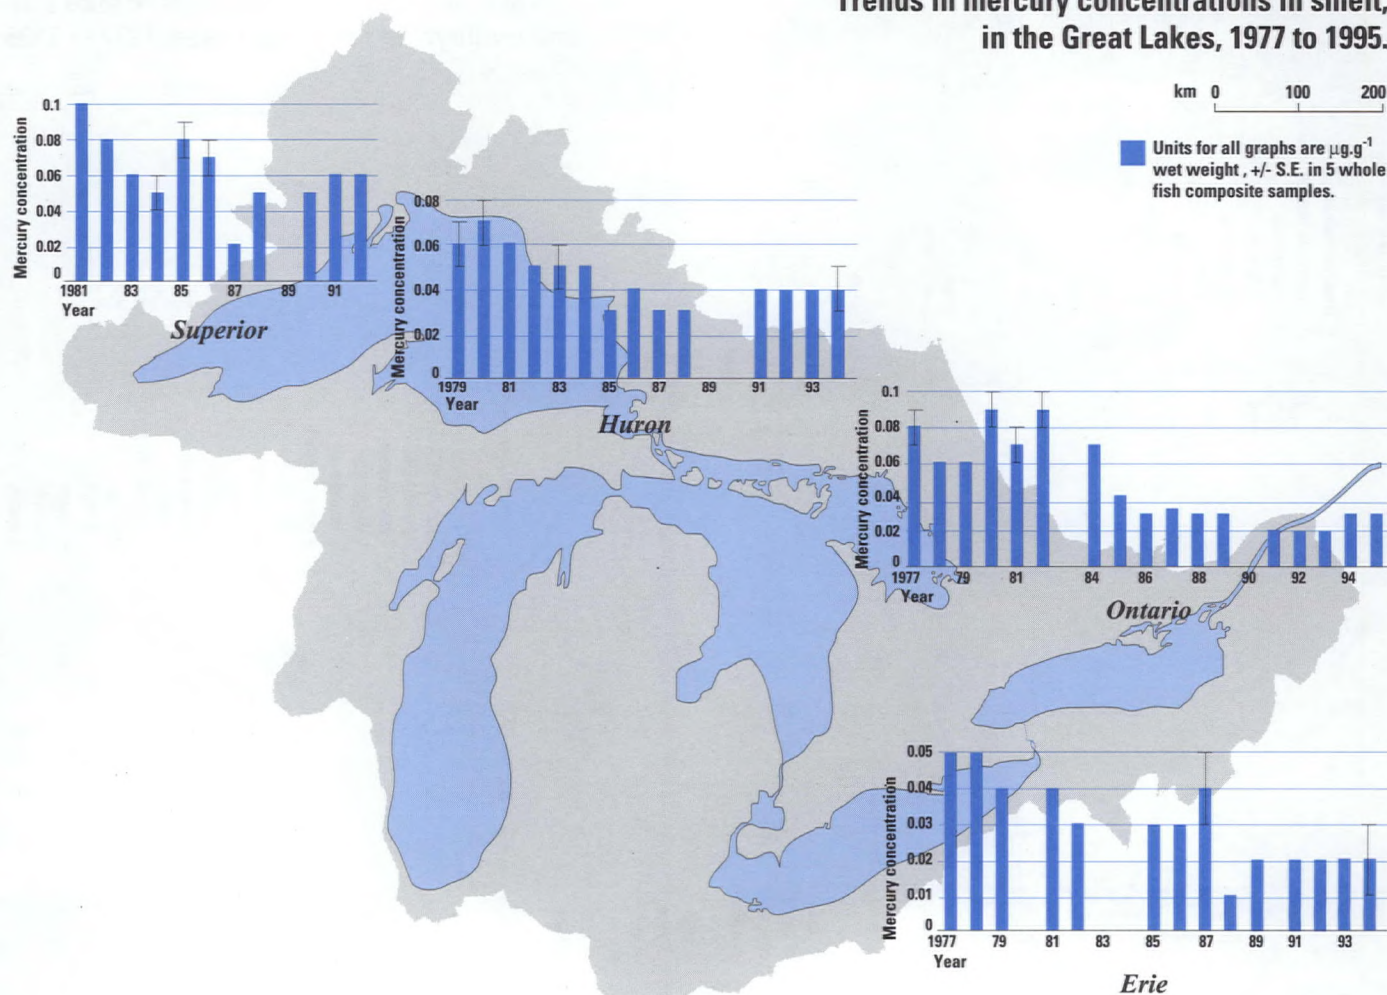 Trends in mercury concentrations in smelt,
in the Great Lakes, 1977 to 1995.
km 0 100 200
Units for all graphs are µg.g-1
wet weight , +/- S.E. in 5 whole
fish composite samples.
Mercury concentration
0.1
0.08
0.06
0.04
0.02
0
1981 83 85 87 89 91
Year
Superior
Mercury concentration
0.08
0.06
0.04
0.02
0
1979 81 83 85 87 89 91 93
Year
Huron
Mercury concentration
0.1
0.08
0.06
0.04
0.02
0
1977 79 81 84 86 88 90 92 94
Year
Ontario
Mercury concentration
0.05
0.04
0.03
0.02
0.01
0
1977 79 81 83 85 87 89 91 93
Year
Erie